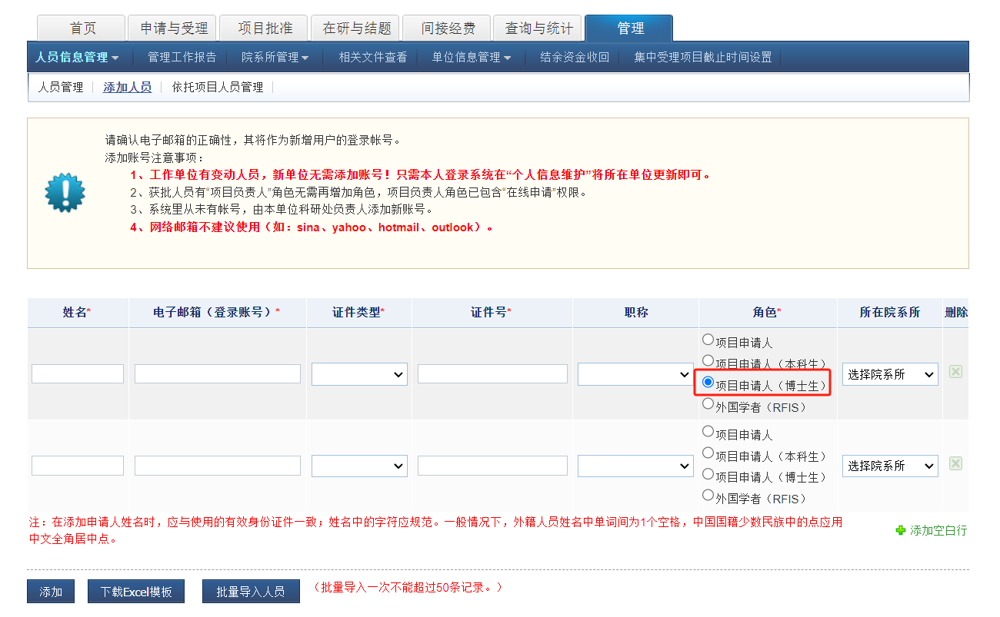 首页 申请与受理 项目批准 在研与结题 间接经费 查询与统计 管理
人员信息管理 管理工作报告 院系所管理 相关文件查看 单位信息管理 结余资金收回 集中受理项目截止时间设置
人员管理 添加人员 依托项目人员管理
请确认电子邮箱的正确性，其将作为新增用户的登录帐号。
添加账号注意事项：
1、工作单位有变动人员，新单位无需添加账号！只需本人登录系统在“个人信息维护”将所在单位更新即可。
2、获批人员有“项目负责人”角色无需再增加角色，项目负责人角色已包含“在线申请”权限。
3、系统里从未有帐号，由本单位科研处负责人添加新账号。
4、网络邮箱不建议使用（如：sina、yahoo、hotmail、outlook）。
姓名* 电子邮箱（登录账号）* 证件类型* 证件号* 职称 角色* 所在院系所 删除
项目申请人
项目申请人（本科生）
项目申请人（博士生）
外国学者（RFIS）
选择院系所
项目申请人
项目申请人（本科生）
项目申请人（博士生）
外国学者（RFIS）
选择院系所
注：在添加申请人姓名时，应与使用的有效身份证件一致；姓名中的字符应规范。一般情况下，外籍人员姓名中单词间为1个空格，中国国籍少数民族中的点应用
中文全角居中点。
添加空白行
添加 下载Excel模板 批量导入人员 （批量导入一次不能超过50条记录。）